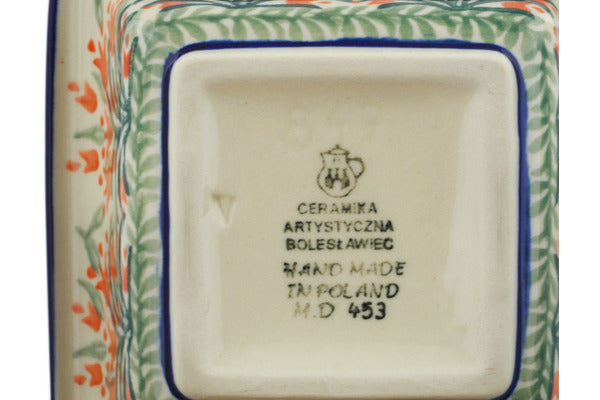 CERAMIKA
ARTYSTYCZNA
BOLESŁAWIEC
HAND MADE
IN POLAND
M.D 453